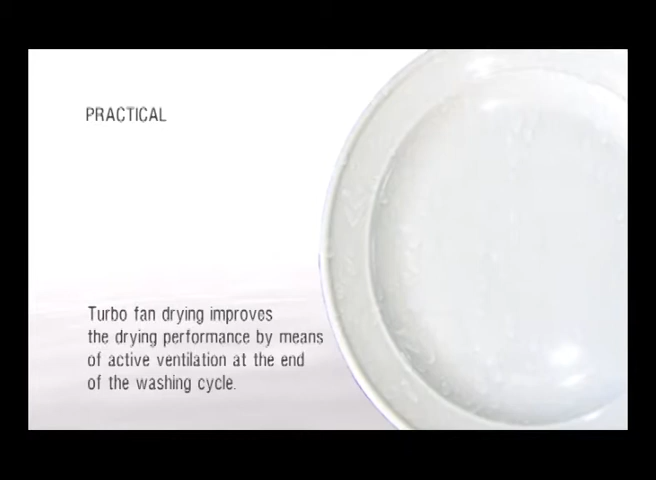 PRACTICAL
Turbo fan drying improves
the drying performance by means
of active ventilation at the end
of the washing cycle.